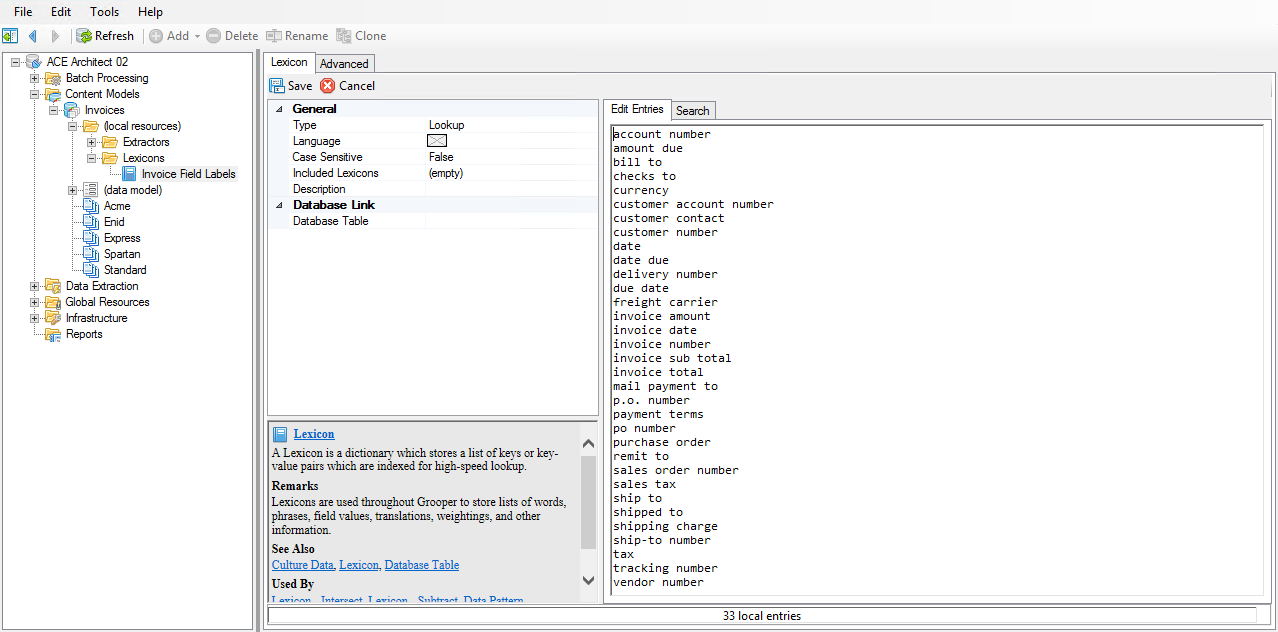 File Edit Tools Help
Refresh Add Delete Rename Clone
ACE Architect 02
Batch Processing
Content Models
Invoices
(local resources)
Extractors
Lexicons
Invoice Field Labels
(data model)
Acme
Enid
Express
Spartan
Standard
Data Extraction
Global Resources
Infrastructure
Reports
Lexicon Advanced
Save Cancel
General
Type Lookup
Language
Case Sensitive False
Included Lexicons (empty)
Description
Database Link
Database Table
Lexicon
A Lexicon is a dictionary which stores a list of keys or key-
value pairs which are indexed for high-speed lookup.
Remarks
Lexicons are used throughout Grooper to store lists of words,
phrases, field values, translations, weightings, and other
information.
See Also
Culture Data, Lexicon, Database Table
Used By
Lexicon, Intersect, Lexicon, Subtract, Data Pattern
Edit Entries Search
account number
amount due
bill to
checks to
currency
customer account number
customer contact
customer number
date
date due
delivery number
due date
freight carrier
invoice amount
invoice date
invoice number
invoice sub total
invoice total
mail payment to
p.o. number
payment terms
po number
purchase order
remit to
sales order number
sales tax
ship to
shipped to
shipping charge
ship-to number
tax
tracking number
vendor number
33 local entries